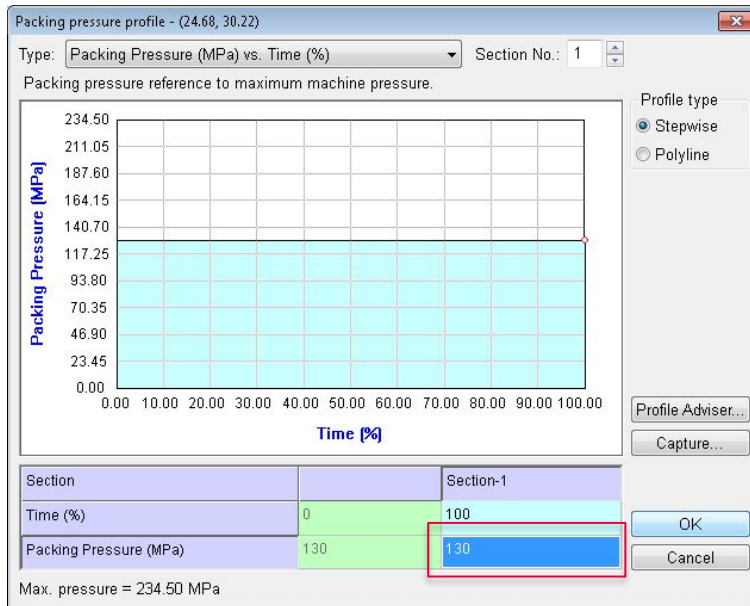 Packing pressure profile - (24.68, 30.22)
Type: Packing Pressure (MPa) vs. Time (%) Section No.: 1
Packing pressure reference to maximum machine pressure.
Profile type
Stepwise
Polyline
234.50
211.05
187.60
164.15
140.70
117.25
93.80
70.35
46.90
23.45
0.00
Packing Pressure (MPa)
0.00 10.00 20.00 30.00 40.00 50.00 60.00 70.00 80.00 90.00 100.00
Time (%)
Profile Adviser...
Capture...
Section Section-1
Time (%) 0 100
Packing Pressure (MPa) 130 130
OK
Cancel
Max. pressure = 234.50 MPa